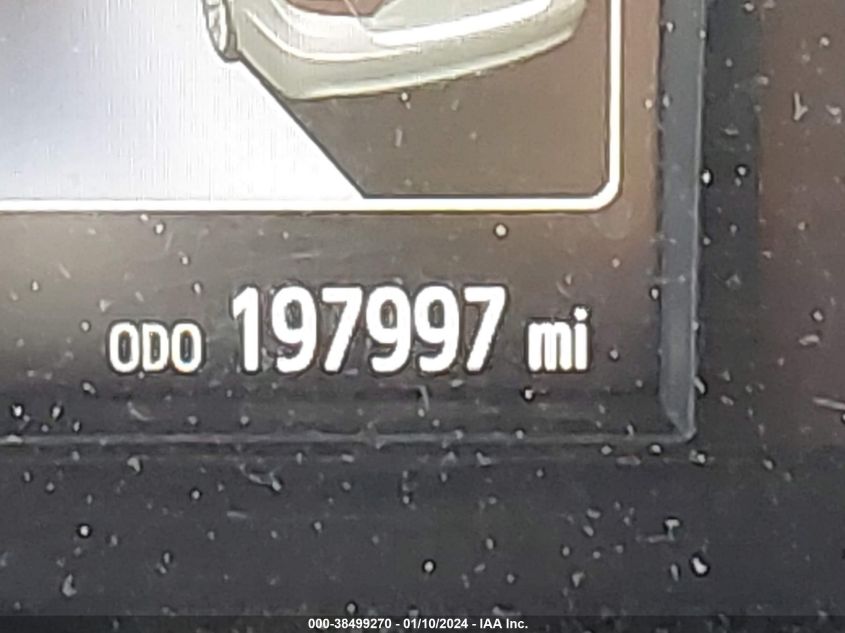 ODO 197997 mi
000-38499270 - 01/10/2024 - IAA Inc.